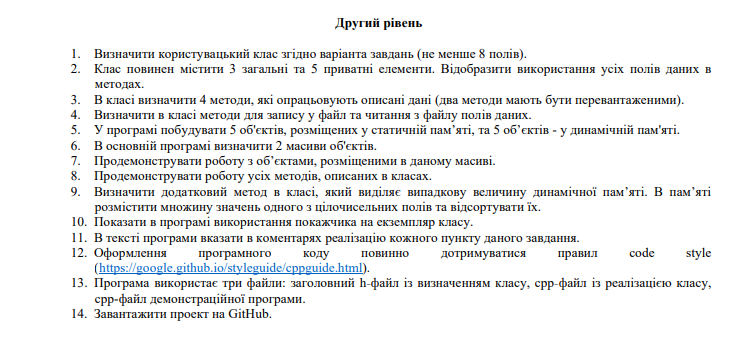 Другий рівень
1. Визначити користувацький клас згідно варіанта завдань (не менше 8 полів).
2. Клас повинен містити 3 загальні та 5 приватні елементи. Відобразити використання усіх полів даних в
методах.
3. В класі визначити 4 методи, які опрацьовують описані дані (два методи мають бути перевантаженими).
4. Визначити в класі методи для запису у файл та читання з файлу полів даних.
5. У програмі побудувати 5 об'єктів, розміщених у статичній пам’яті, та 5 об’єктів - у динамічній пам'яті.
6. В основній програмі визначити 2 масиви об'єктів.
7. Продемонструвати роботу з об’єктами, розміщеними в даному масиві.
8. Продемонструвати роботу усіх методів, описаних в класах.
9. Визначити додатковий метод в класі, який виділяє випадкову величину динамічної пам’яті. В пам’яті
розмістити множину значень одного з цілочисельних полів та відсортувати їх.
10. Показати в програмі використання покажчика на екземпляр класу.
11. В тексті програми вказати в коментарях реалізацію кожного пункту даного завдання.
12. Оформлення програмного коду повинно дотримуватися правил code style
(https://google.github.io/styleguide/cppguide.html).
13. Програма використає три файли: заголовний h-файл із визначенням класу, cpp-файл із реалізацією класу,
cpp-файл демонстраційної програми.
14. Завантажити проект на GitHub.